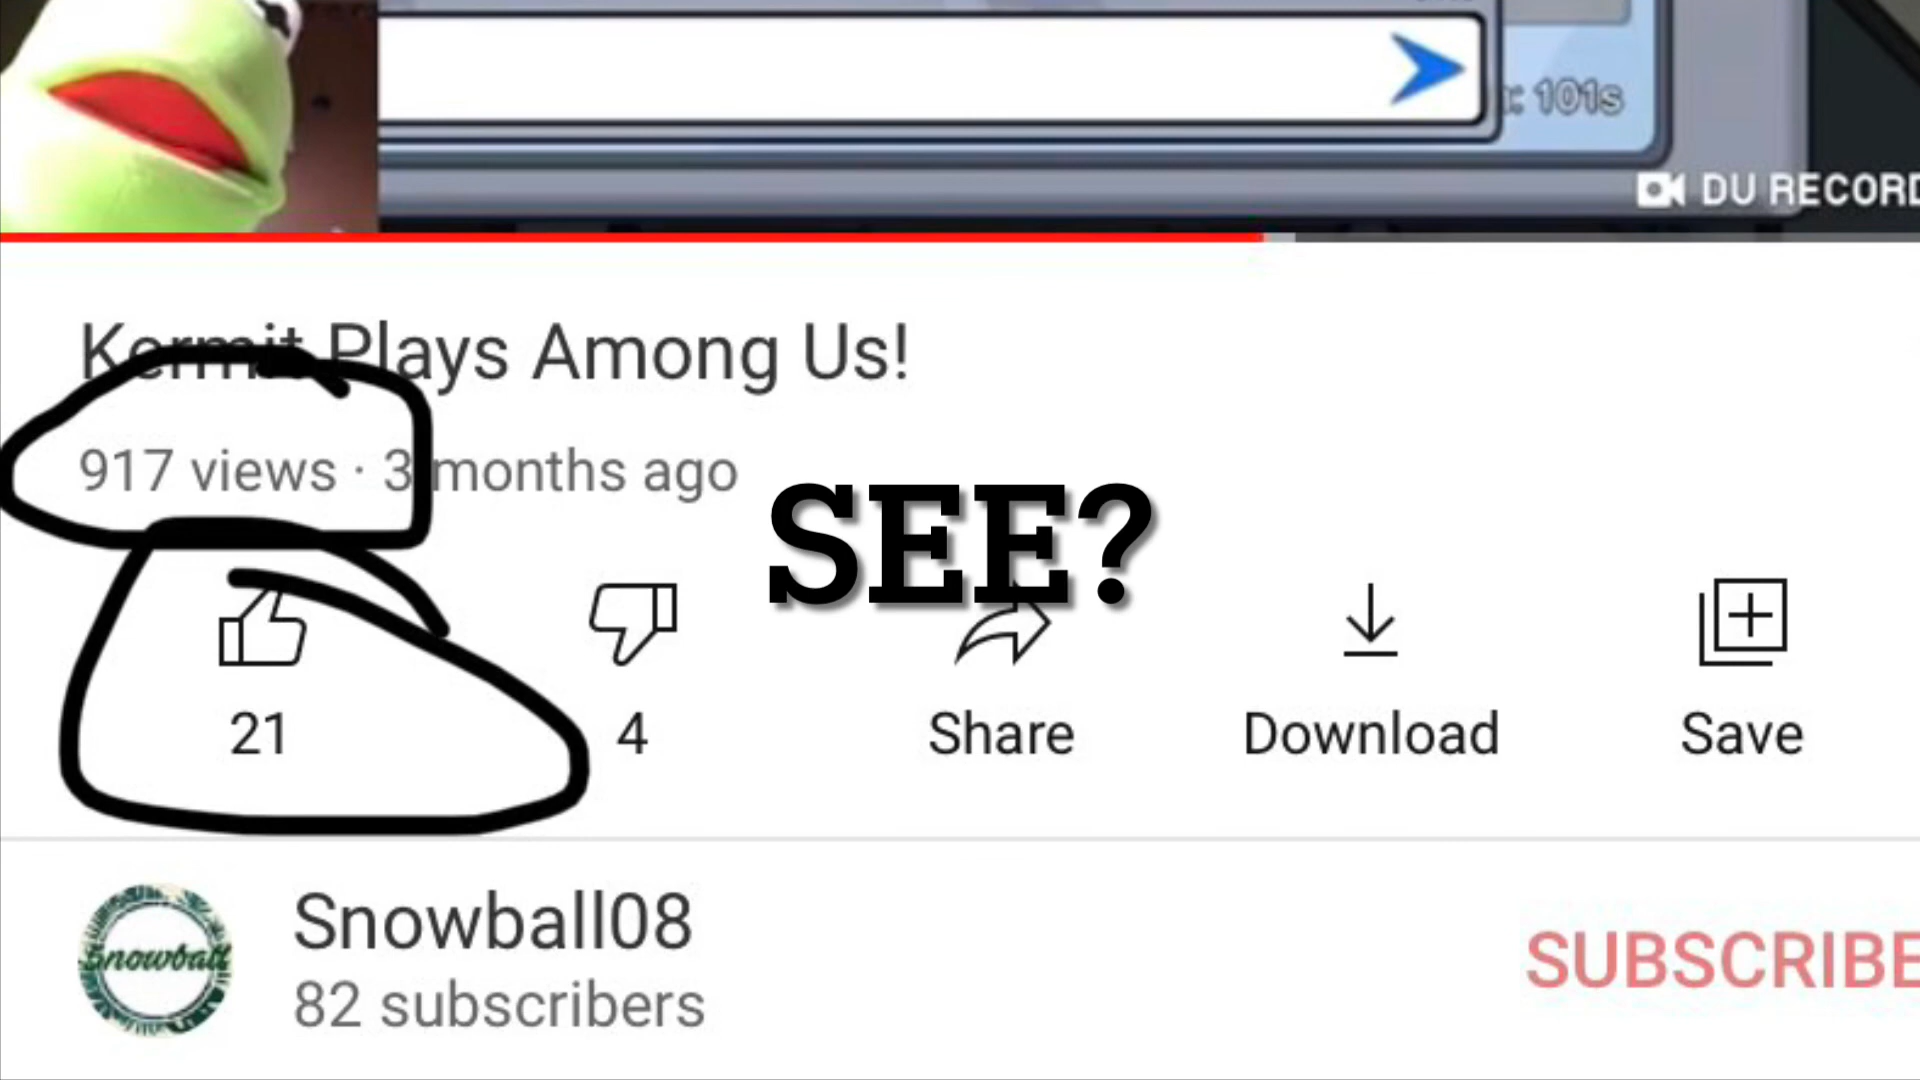 : 101s
DU RECORD
Kermit Plays Among Us!
917 views · 3 months ago
SEE?
21
4
Share
Download
Save
Snowball
Snowball08
82 subscribers
SUBSCRIBE